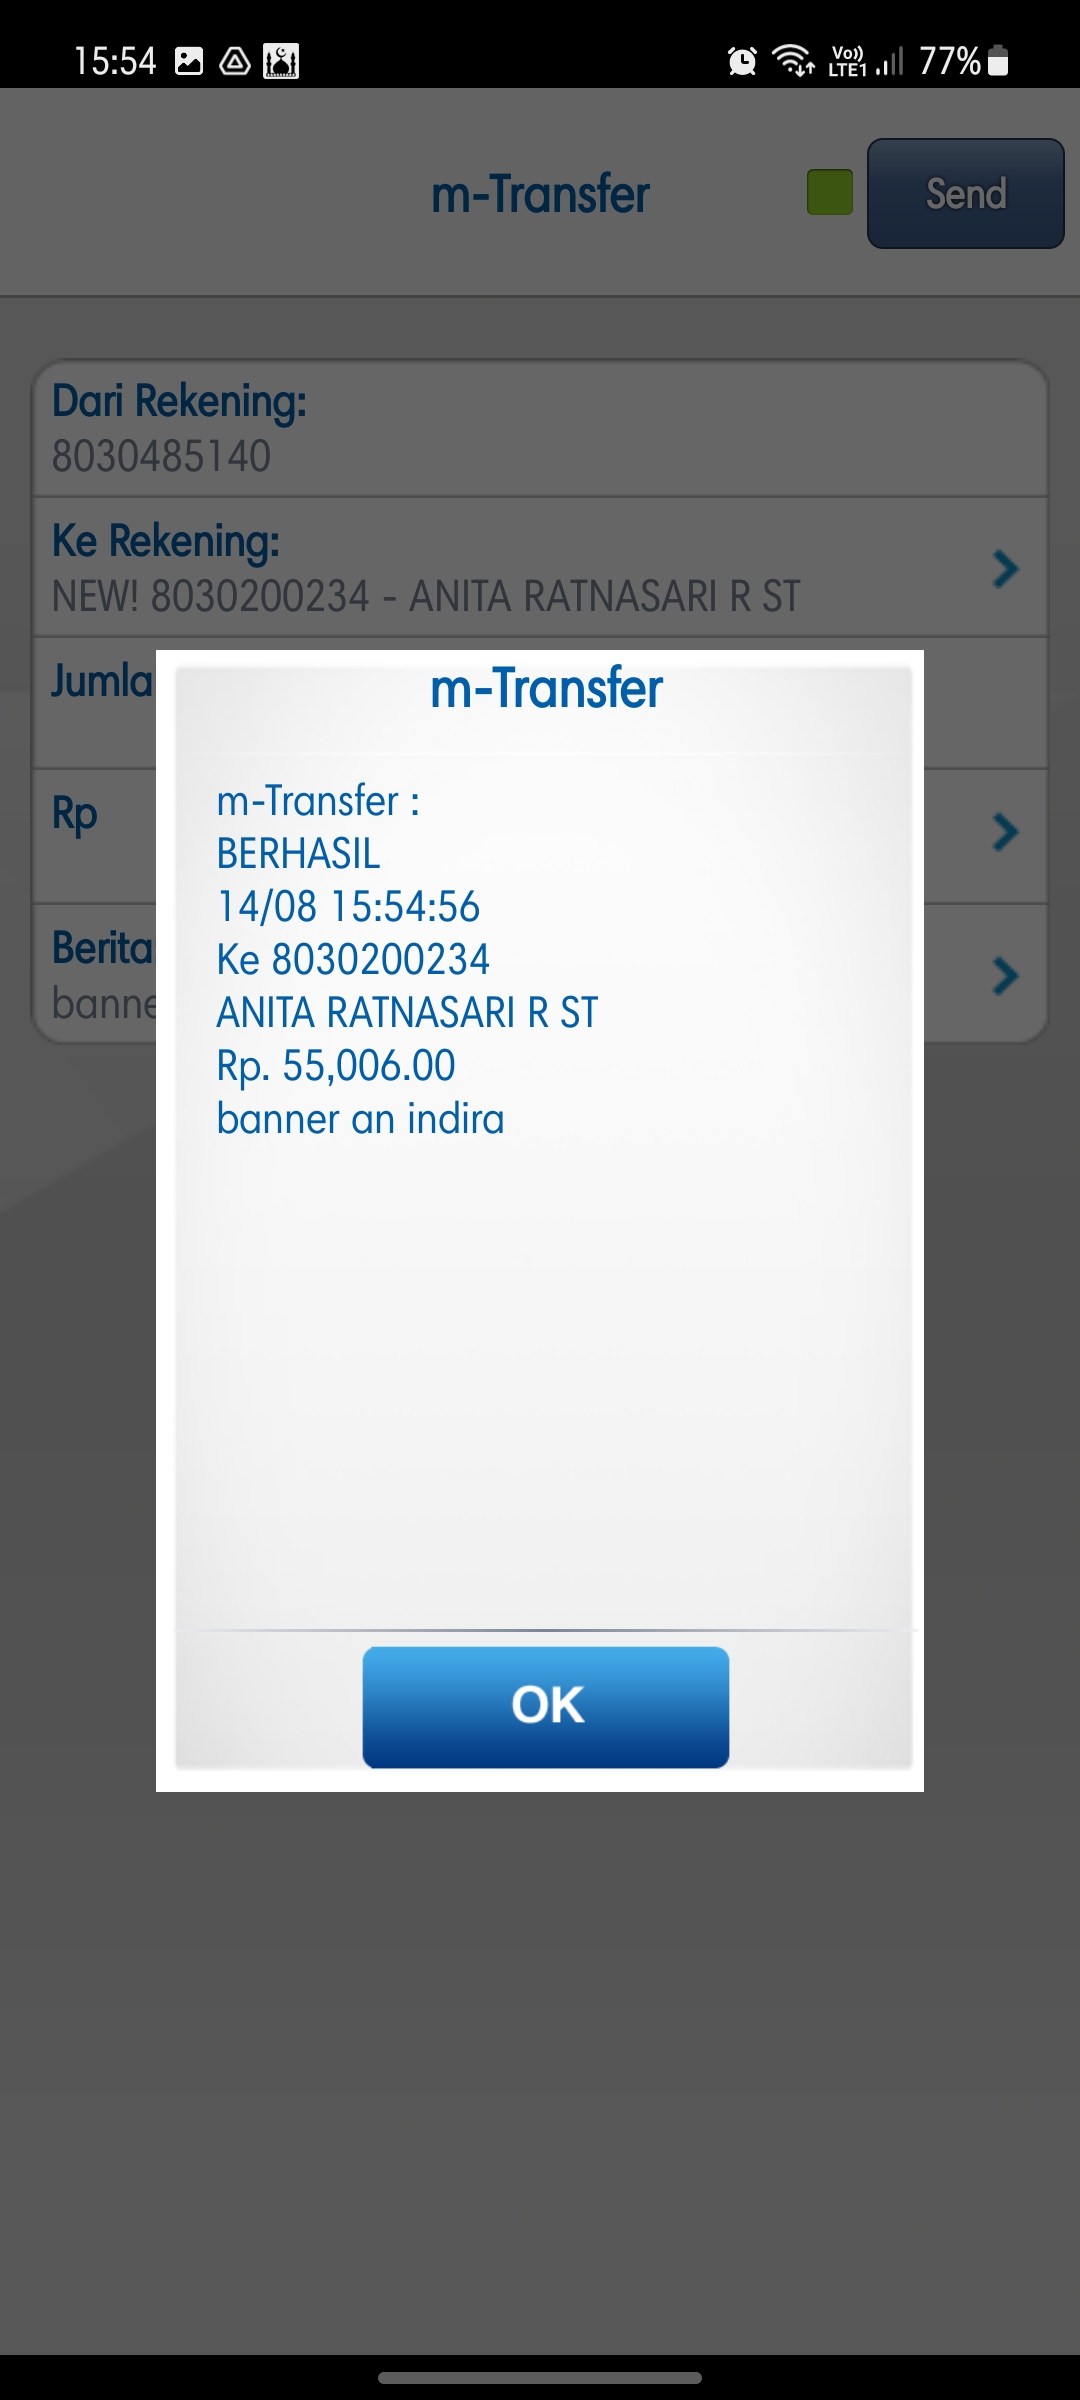 15:54
Vo)) LTE1 77%
m-Transfer
Send
Dari Rekening:
8030485140
Ke Rekening:
NEW! 8030200234 - ANITA RATNASARI R ST
Jumla
Rp
Berita
banne
m-Transfer
m-Transfer :
BERHASIL
14/08 15:54:56
Ke 8030200234
ANITA RATNASARI R ST
Rp. 55,006.00
banner an indira
OK